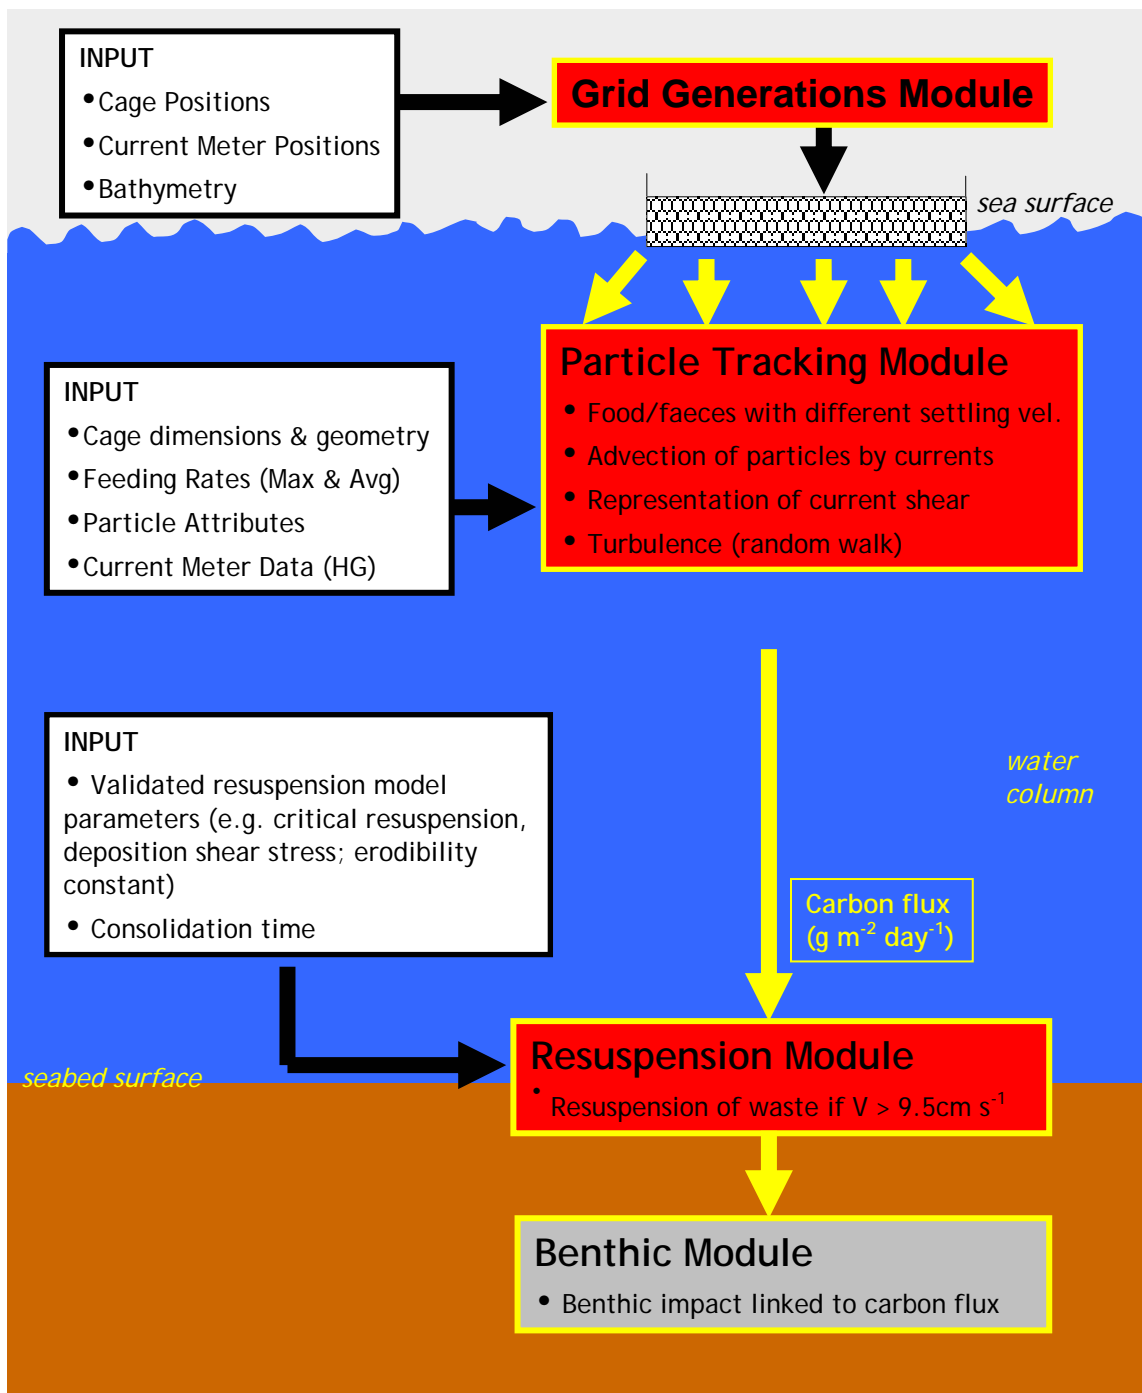 INPUT
•Cage Positions
•Current Meter Positions
•Bathymetry
Grid Generations Module
sea surface
INPUT
•Cage dimensions & geometry
•Feeding Rates (Max & Avg)
•Particle Attributes
•Current Meter Data (HG)
Particle Tracking Module
• Food/faeces with different settling vel.
• Advection of particles by currents
• Representation of current shear
• Turbulence (random walk)
INPUT
• Validated resuspension model
parameters (e.g. critical resuspension,
deposition shear stress; erodibility
constant)
• Consolidation time
water
column
Carbon flux
(g m⁻² day⁻¹)
seabed surface
Resuspension Module
• Resuspension of waste if V > 9.5cm s⁻¹
Benthic Module
• Benthic impact linked to carbon flux